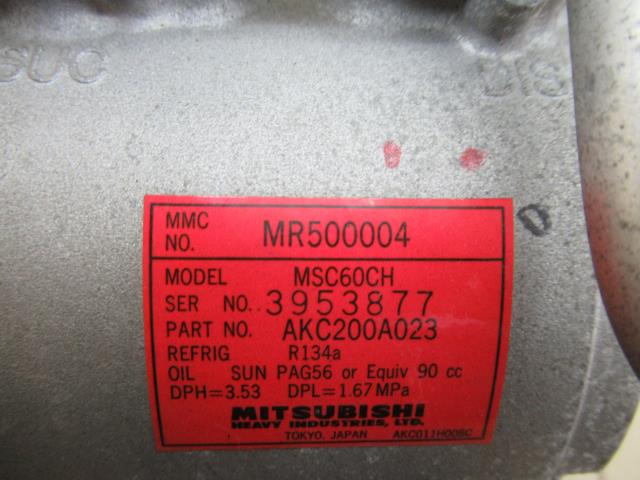 SUC
DIS
D
MMC NO. MR500004
MODEL MSC60CH
SER NO. 3953877
PART NO. AKC200A023
REFRIG R134a
OIL SUN PAG56 or Equiv 90 cc
DPH=3.53 DPL=1.67MPa
MITSUBISHI
HEAVY INDUSTRIES, LTD.
TOKYO, JAPAN AKC011H008C